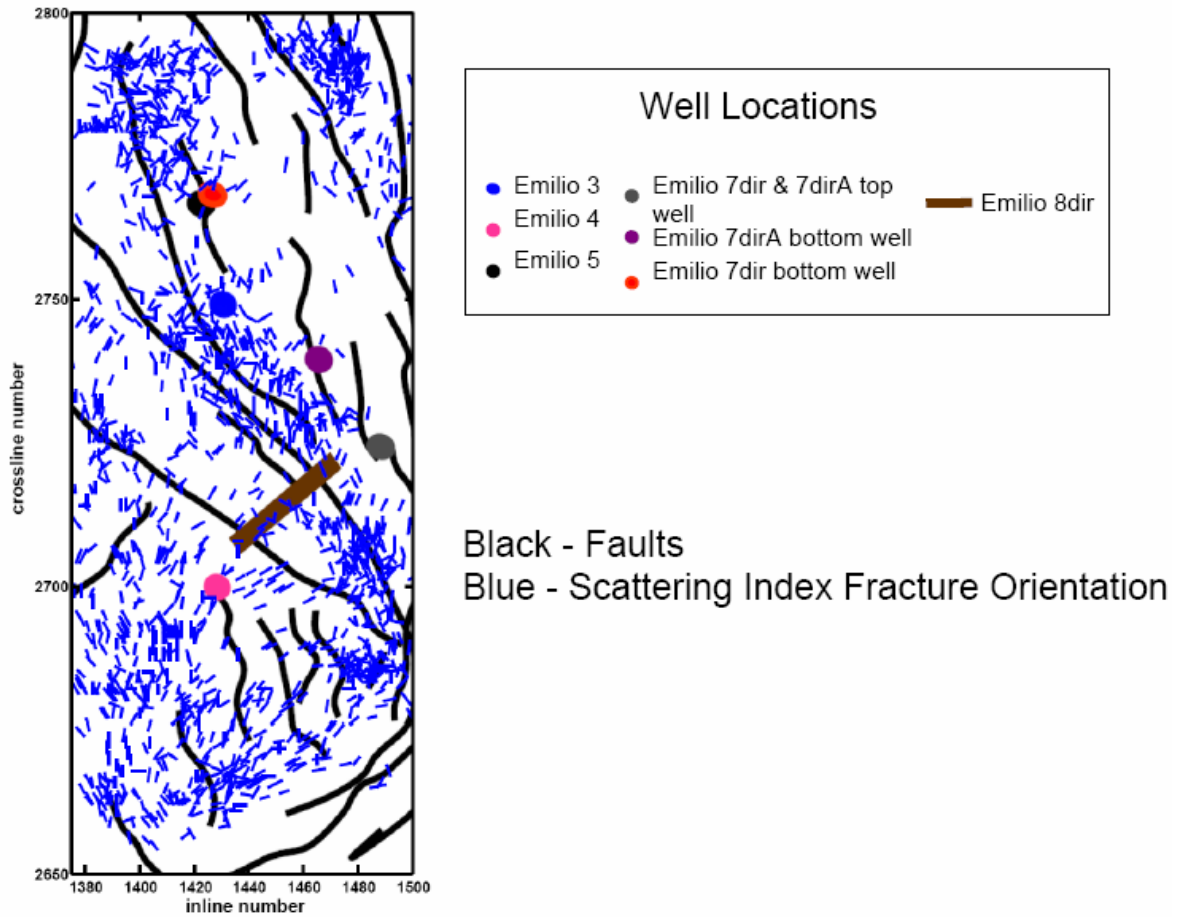 2800
2750
2700
2650
crossline number
1380 1400 1420 1440 1460 1480 1500
inline number
Well Locations
Emilio 3
Emilio 4
Emilio 5
Emilio 7dir & 7dirA top
well
Emilio 7dirA bottom well
Emilio 7dir bottom well
Emilio 8dir
Black - Faults
Blue - Scattering Index Fracture Orientation